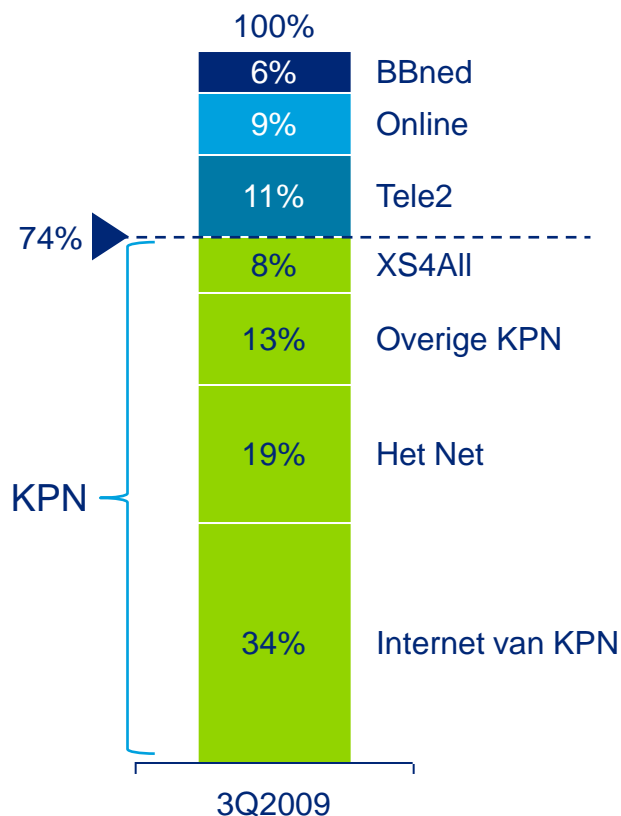 100%
6% BBned
9% Online
11% Tele2
74%
8% XS4All
13% Overige KPN
19% Het Net
KPN
34% Internet van KPN
3Q2009